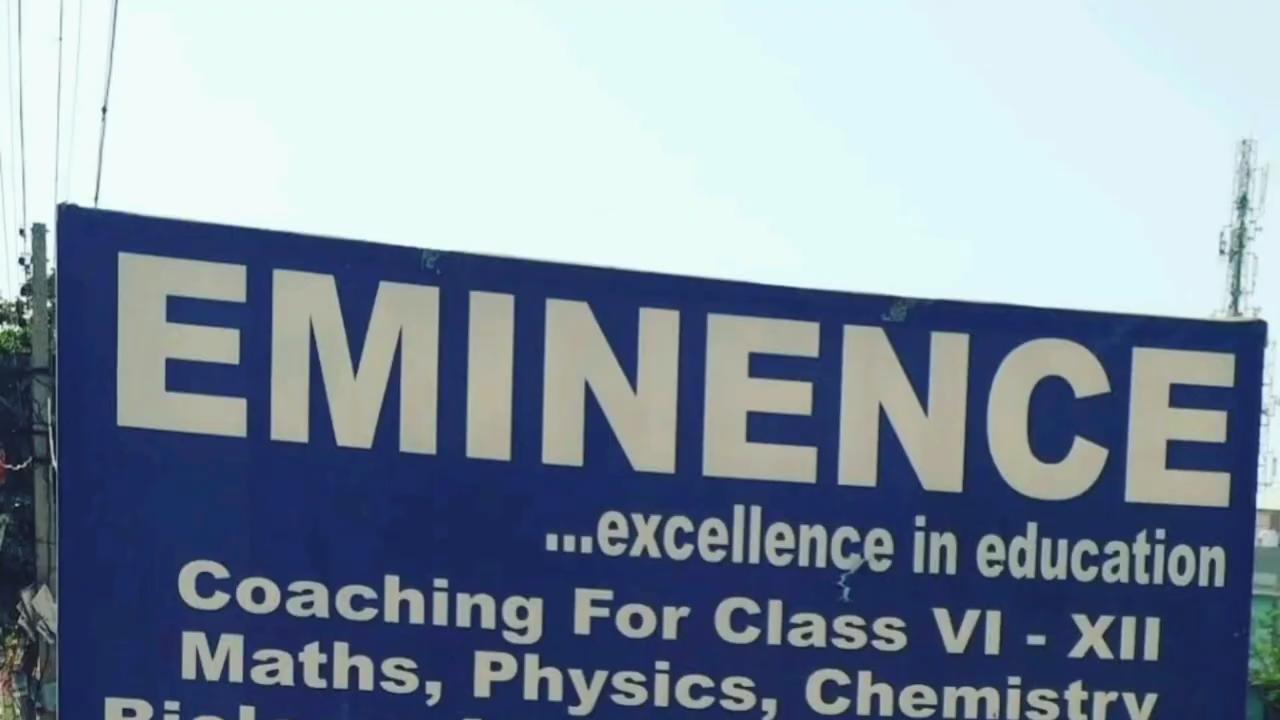 EMINENCE
...excellence in education
Coaching For Class VI - XII
Maths, Physics, Chemistry